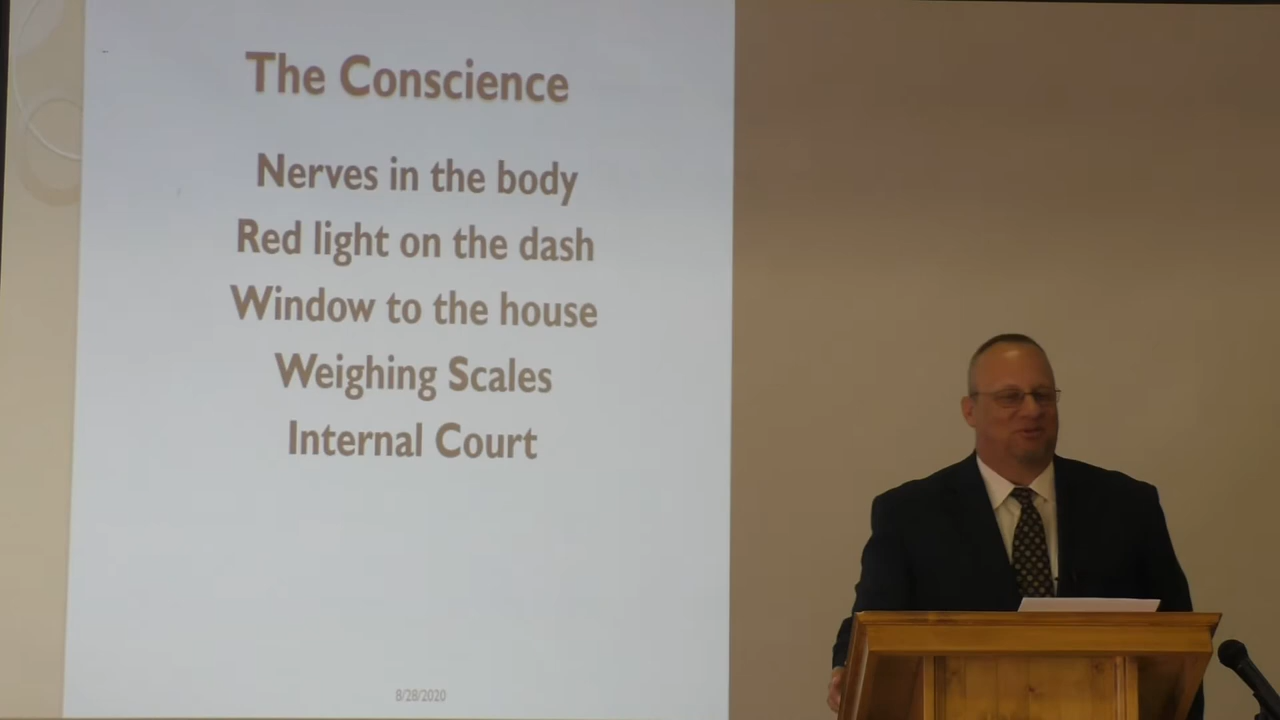 The Conscience
Nerves in the body
Red light on the dash
Window to the house
Weighing Scales
Internal Court
8/28/2020